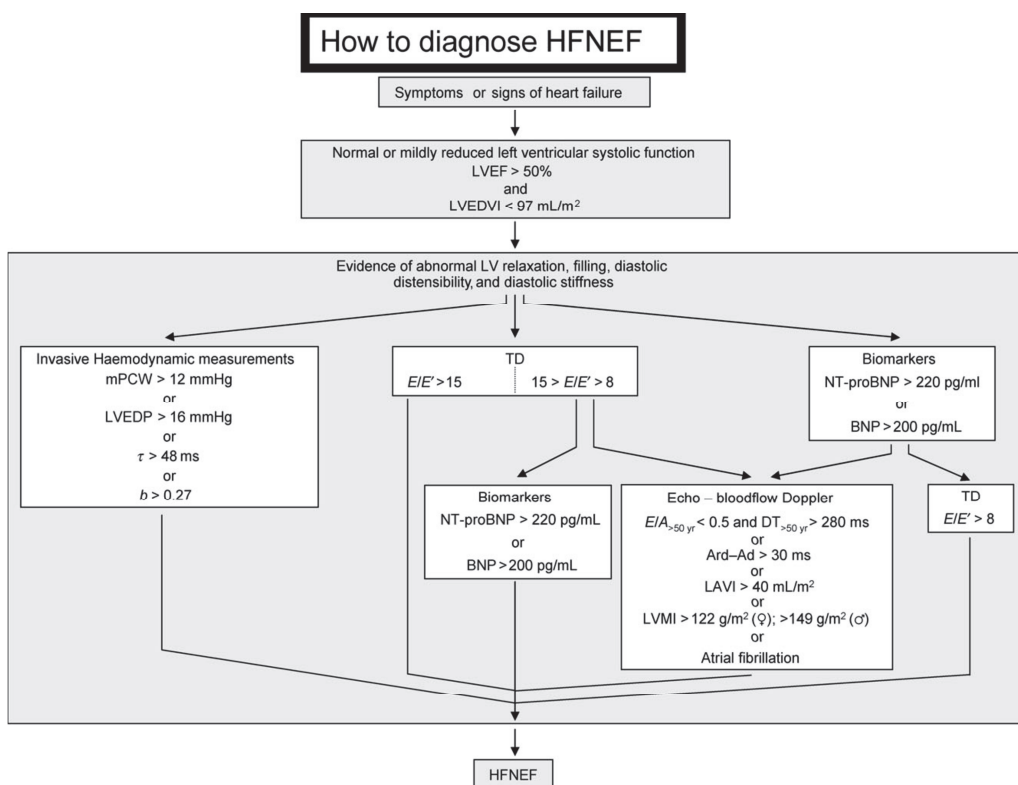 How to diagnose HFNEF
Symptoms or signs of heart failure
Normal or mildly reduced left ventricular systolic function
LVEF > 50%
and
LVEDVI < 97 mL/m²
Evidence of abnormal LV relaxation, filling, diastolic
distensibility, and diastolic stiffness
Invasive Haemodynamic measurements
mPCW > 12 mmHg
or
LVEDP > 16 mmHg
or
τ > 48 ms
or
b > 0.27
TD
E/E′ > 15
15 > E/E′ > 8
Biomarkers
NT-proBNP > 220 pg/ml
or
BNP > 200 pg/mL
Biomarkers
NT-proBNP > 220 pg/mL
or
BNP > 200 pg/mL
Echo – bloodflow Doppler
E/A>50 yr < 0.5 and DT>50 yr > 280 ms
or
Ard–Ad > 30 ms
or
LAVI > 40 mL/m²
or
LVMI > 122 g/m² (♀); >149 g/m² (♂)
or
Atrial fibrillation
TD
E/E′ > 8
HFNEF